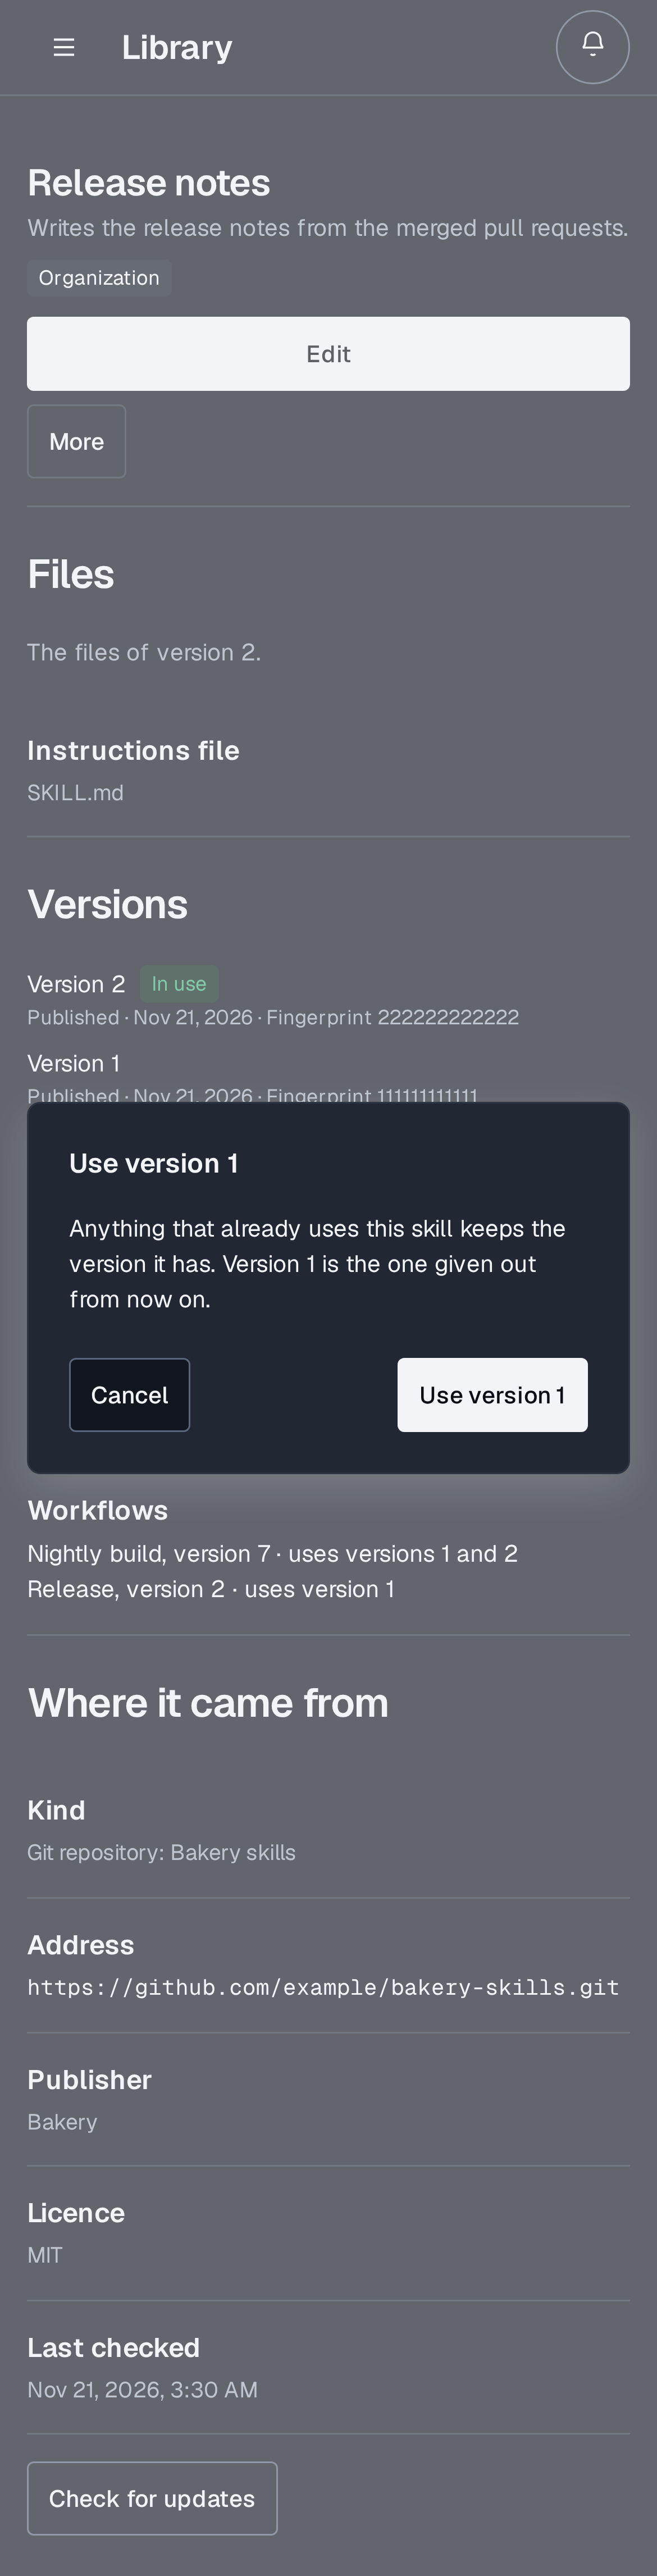 Library
Release notes
Writes the release notes from the merged pull requests.
Organization
Edit
More
Files
The files of version 2.
Instructions file
SKILL.md
Versions
Version 2 In use
Published · Nov 21, 2026 · Fingerprint 222222222222
Version 1
Published · Nov 21, 2026 · Fingerprint 111111111111
Use version 1
Anything that already uses this skill keeps the
version it has. Version 1 is the one given out
from now on.
Cancel Use version 1
Workflows
Nightly build, version 7 · uses versions 1 and 2
Release, version 2 · uses version 1
Where it came from
Kind
Git repository: Bakery skills
Address
https://github.com/example/bakery-skills.git
Publisher
Bakery
Licence
MIT
Last checked
Nov 21, 2026, 3:30 AM
Check for updates